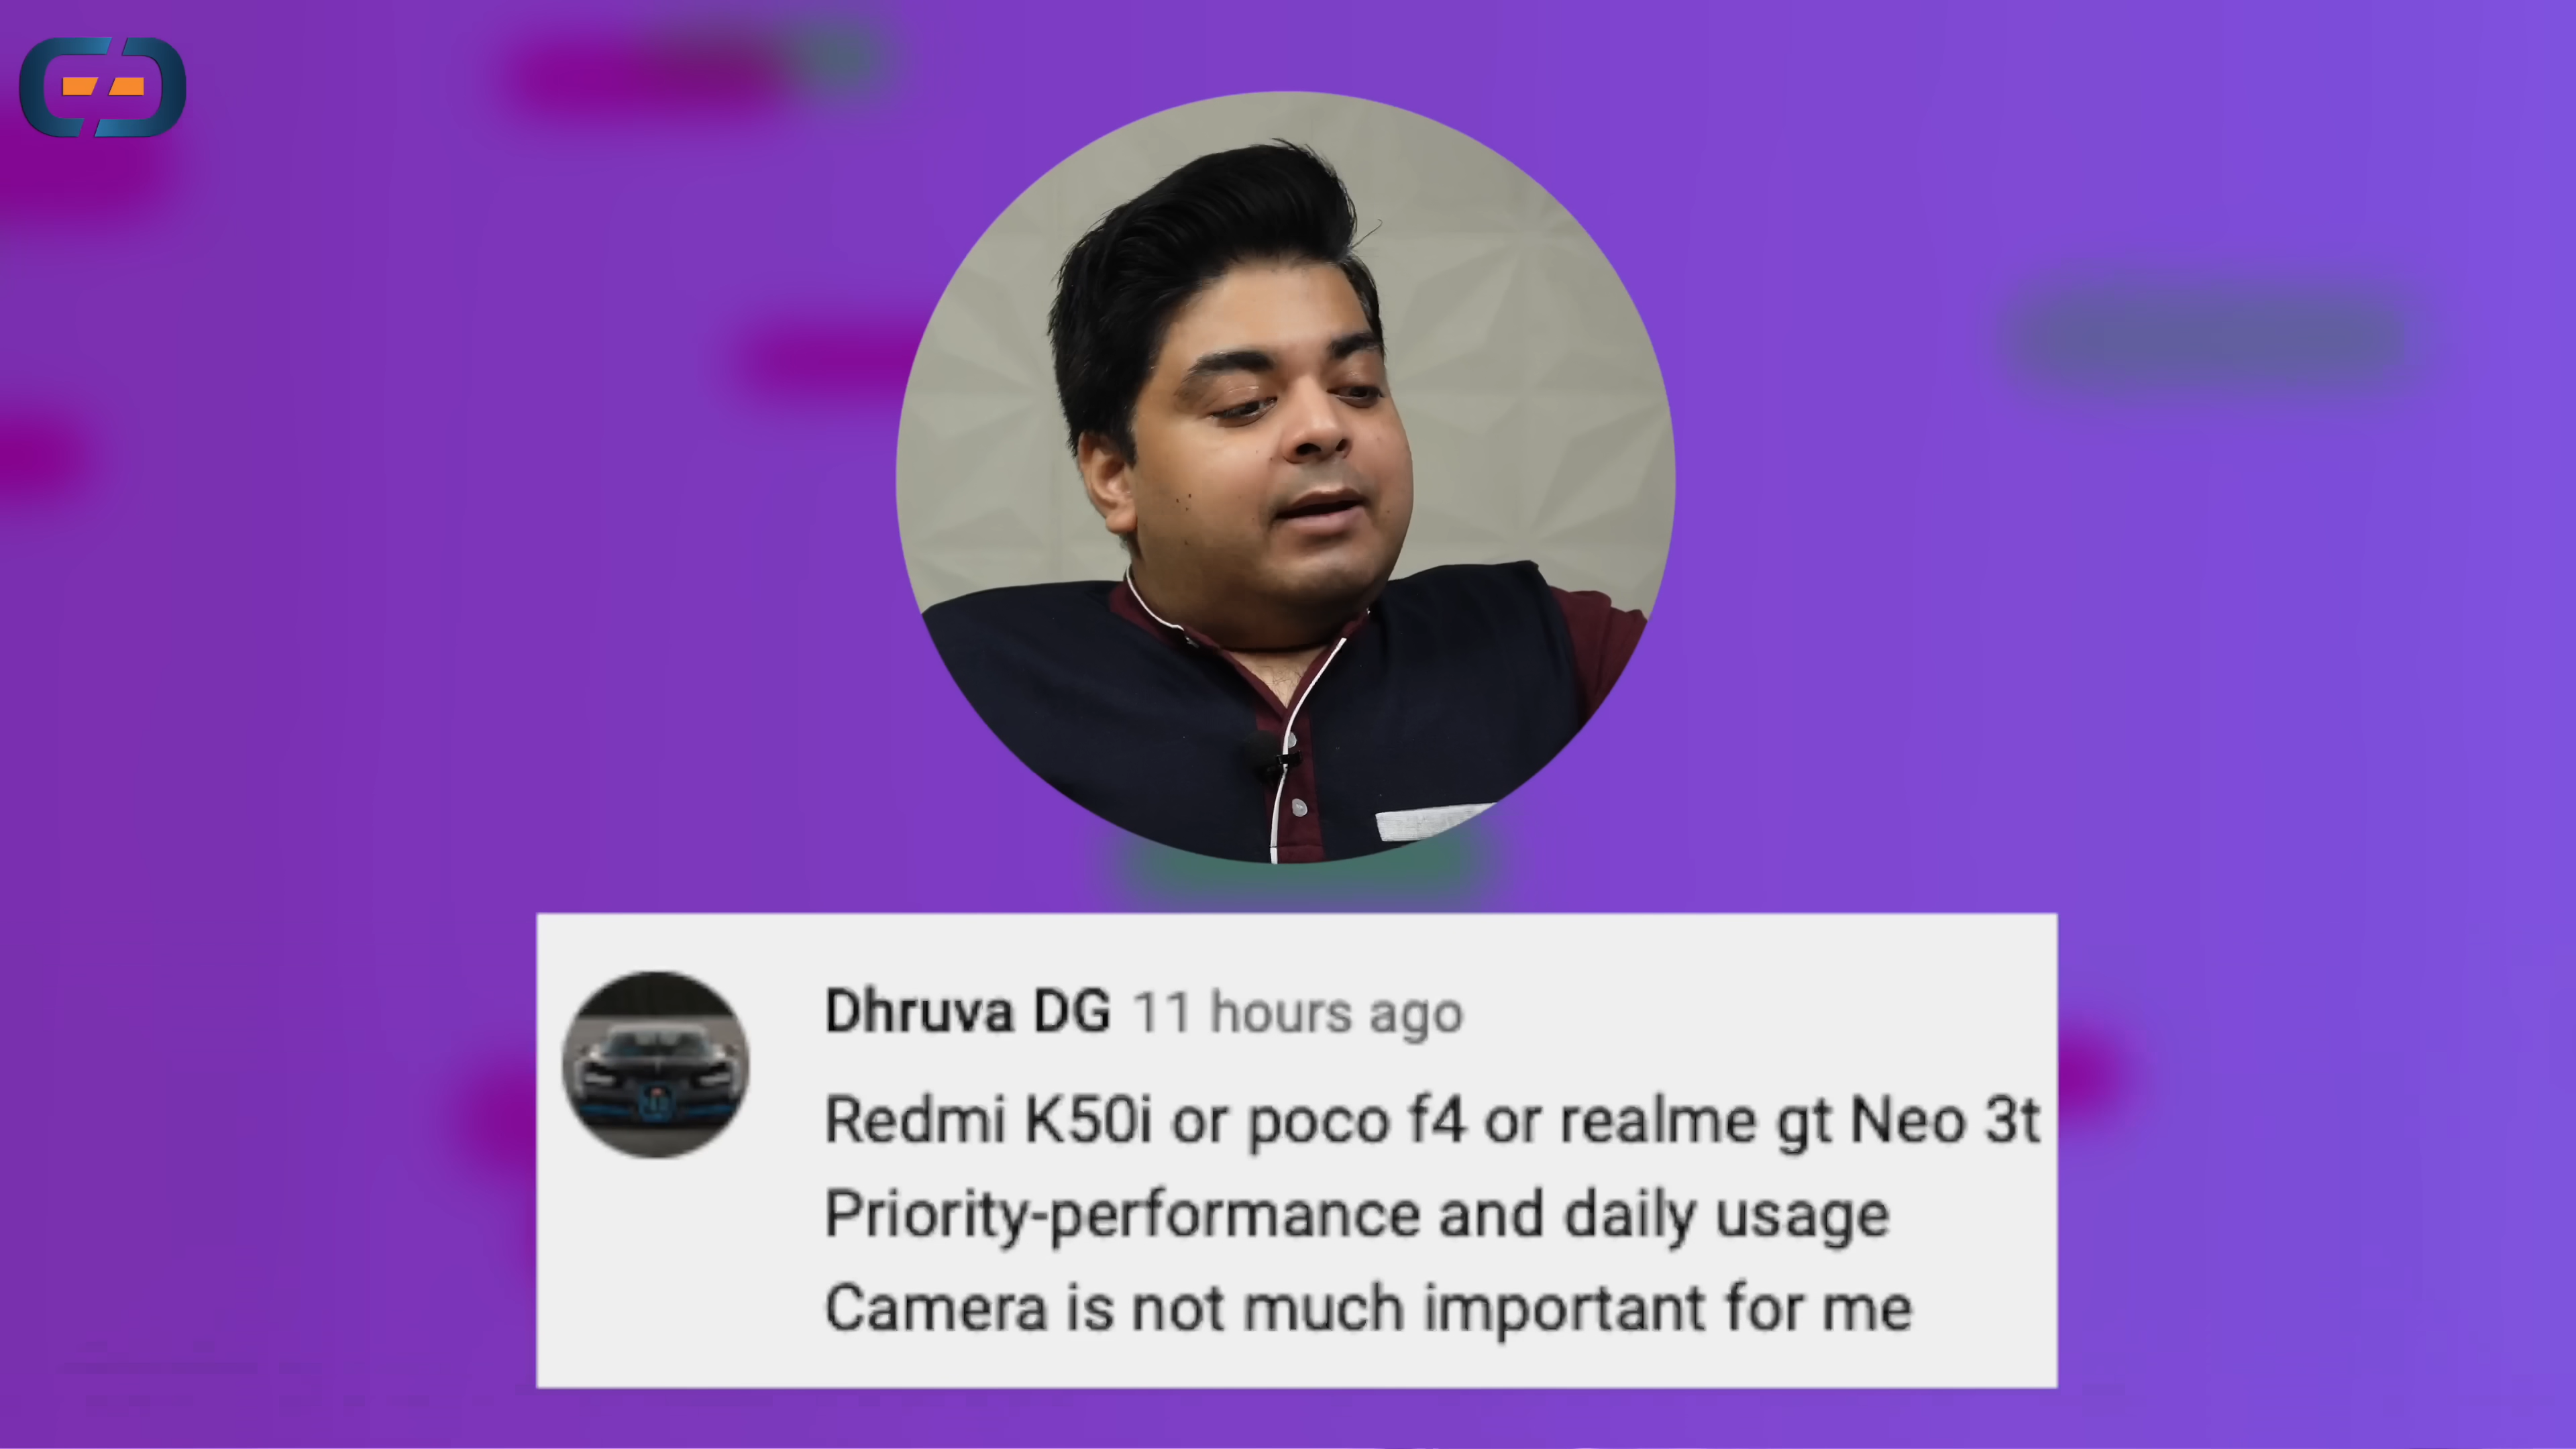 Dhruva DG 11 hours ago
Redmi K50i or poco f4 or realme gt Neo 3t
Priority-performance and daily usage
Camera is not much important for me